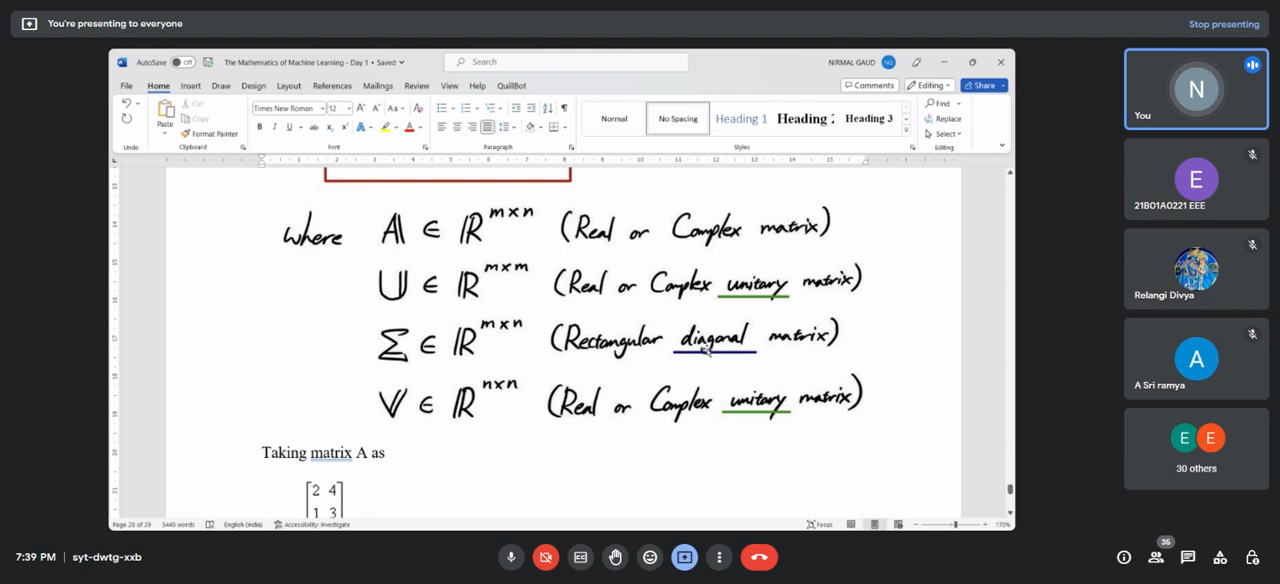 You're presenting to everyone
Stop presenting
AutoSave Off The Mathematics of Machine Learning - Day 1 • Saved Search NIRMAL GAUD NG
File Home Insert Draw Design Layout References Mailings Review View Help QuillBot Comments Editing Share
Paste Cut Copy Format Painter
Times New Roman 12
Normal No Spacing Heading 1 Heading 2 Heading 3
Find Replace Select
Undo Clipboard Font Paragraph Styles Editing
where A ∈ ℝ^{m×n} (Real or Complex matrix)
U ∈ ℝ^{m×m} (Real or Complex unitary matrix)
Σ ∈ ℝ^{m×n} (Rectangular diagonal matrix)
V ∈ ℝ^{n×n} (Real or Complex unitary matrix)
Taking matrix A as
2 4
1 3
Page 28 of 29 5449 words English (India) Accessibility: Investigate Focus 170%
N
You
E
21B01A0221 EEE
Relangi Divya
A
A Sri ramya
E E
30 others
7:39 PM | syt-dwtg-xxb
35